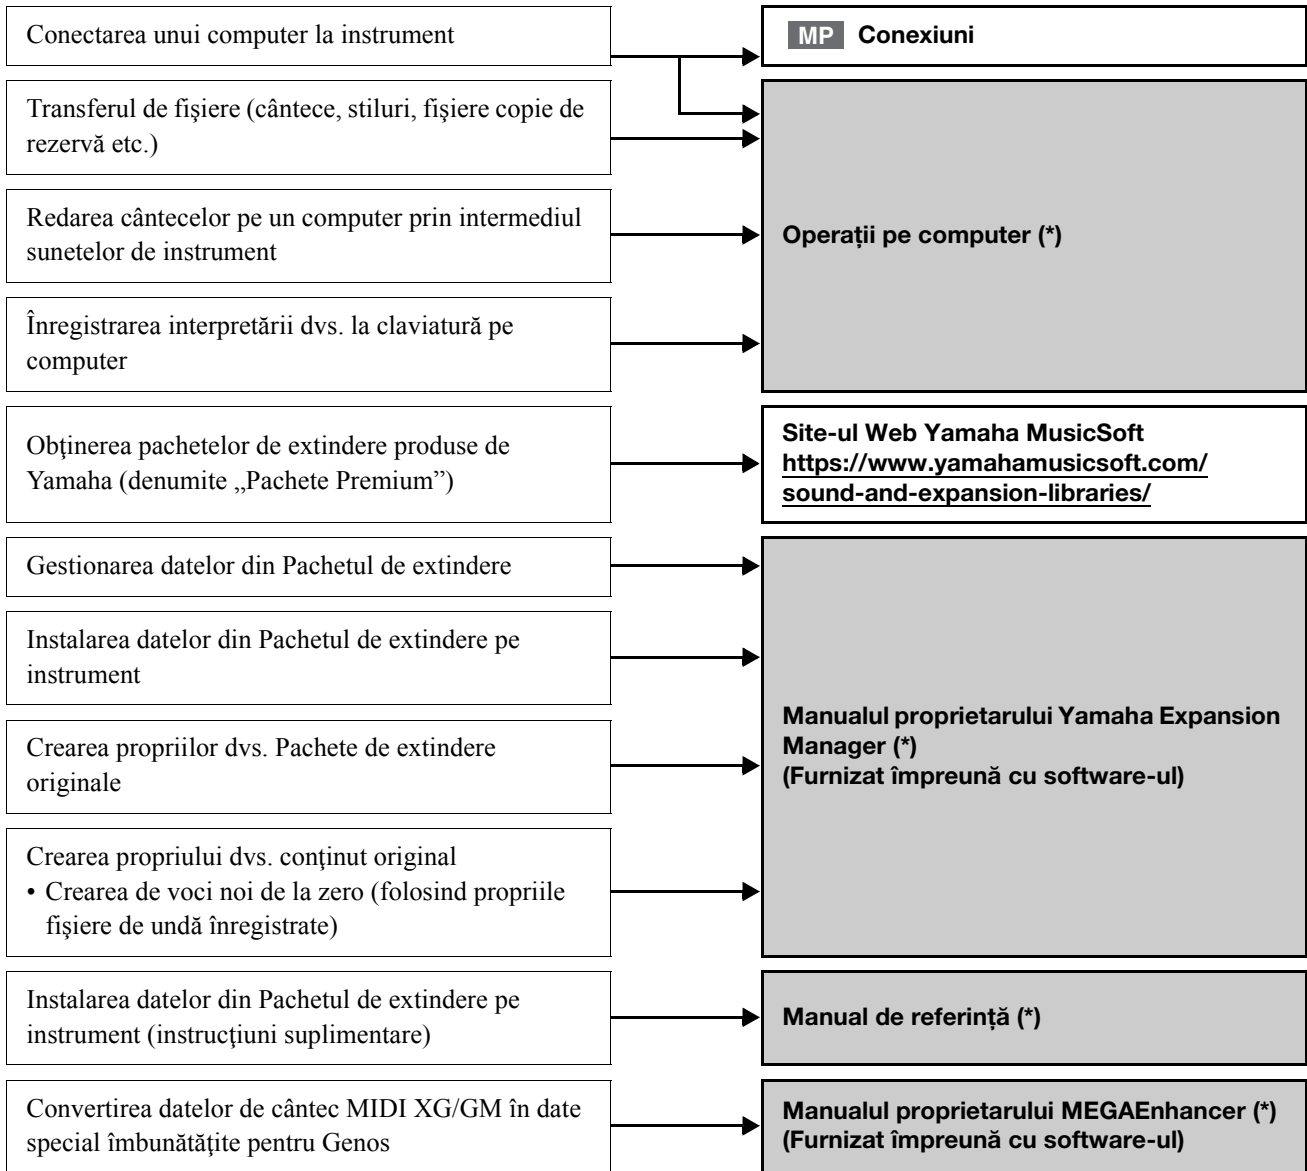 Conectarea unui computer la instrument
MP Conexiuni
Transferul de fişiere (cântece, stiluri, fişiere copie de
rezervă etc.)
Redarea cântecelor pe un computer prin intermediul
sunetelor de instrument
Înregistrarea interpretării dvs. la claviatură pe
computer
Operații pe computer (*)
Obţinerea pachetelor de extindere produse de
Yamaha (denumite „Pachete Premium”)
Site-ul Web Yamaha MusicSoft
https://www.yamahamusicsoft.com/
sound-and-expansion-libraries/
Gestionarea datelor din Pachetul de extindere
Instalarea datelor din Pachetul de extindere pe
instrument
Crearea propriilor dvs. Pachete de extindere
originale
Crearea propriului dvs. conţinut original
• Crearea de voci noi de la zero (folosind propriile
fişiere de undă înregistrate)
Manualul proprietarului Yamaha Expansion
Manager (*)
(Furnizat împreună cu software-ul)
Instalarea datelor din Pachetul de extindere pe
instrument (instrucţiuni suplimentare)
Manual de referință (*)
Convertirea datelor de cântec MIDI XG/GM în date
special îmbunătăţite pentru Genos
Manualul proprietarului MEGAEnhancer (*)
(Furnizat împreună cu software-ul)